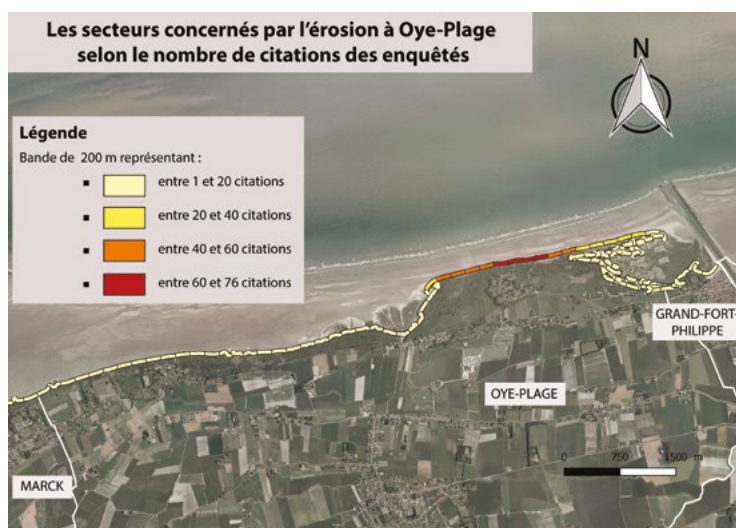 Les secteurs concernés par l'érosion à Oye-Plage
selon le nombre de citations des enquêtés
N
Légende
Bande de 200 m représentant :
entre 1 et 20 citations
entre 20 et 40 citations
entre 40 et 60 citations
entre 60 et 76 citations
GRAND-FORT-
PHILIPPE
OYE-PLAGE
0 750 1500 m
MARCK